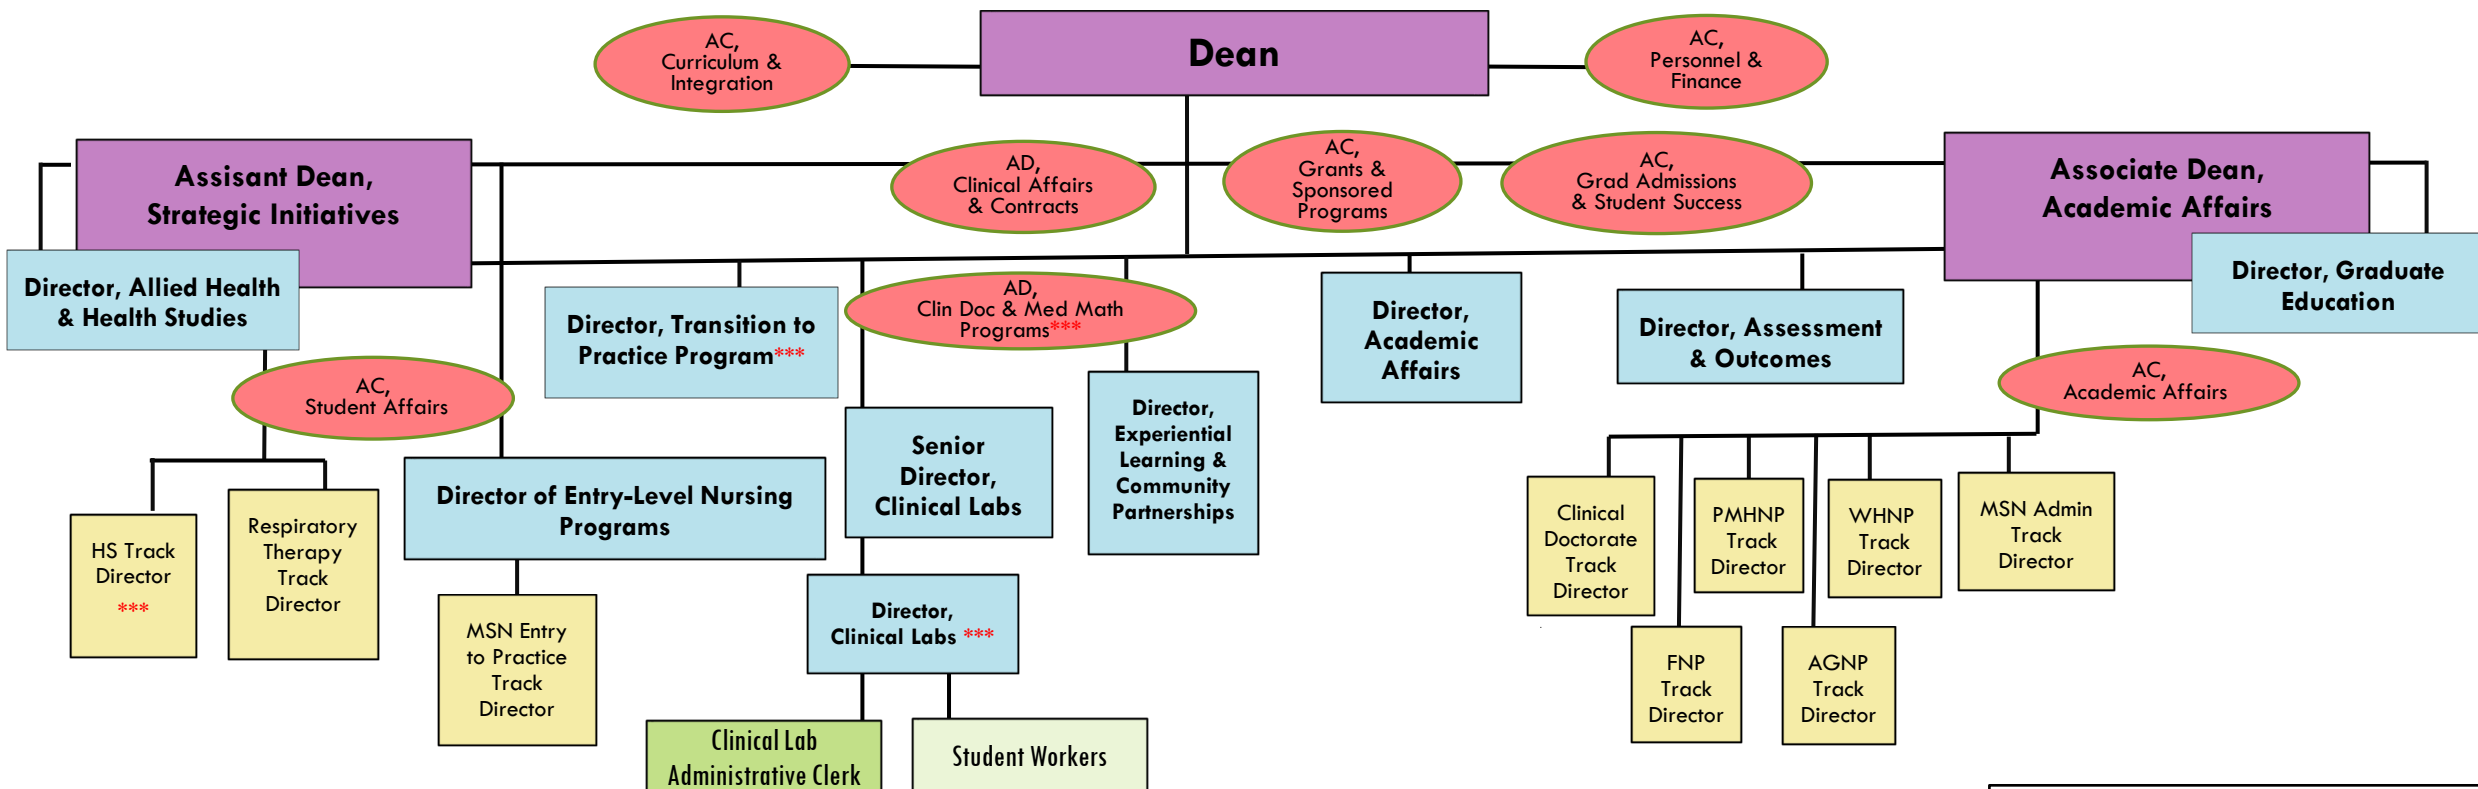 AC,
Curriculum &
Integration
Dean
AC,
Personnel &
Finance
Assisant Dean,
Strategic Initiatives
AD,
Clinical Affairs
& Contracts
AC,
Grants &
Sponsored
Programs
AC,
Grad Admissions
& Student Success
Associate Dean,
Academic Affairs
Director, Allied Health
& Health Studies
Director, Transition to
Practice Program***
AD,
Clin Doc & Med Math
Programs***
Director,
Academic
Affairs
Director, Assessment
& Outcomes
Director, Graduate
Education
AC,
Student Affairs
AC,
Academic Affairs
Director of Entry-Level Nursing
Programs
Senior
Director,
Clinical Labs
Director,
Experiential
Learning &
Community
Partnerships
HS Track
Director
***
Respiratory
Therapy
Track
Director
MSN Entry
to Practice
Track
Director
Director,
Clinical Labs ***
Clinical Lab
Administrative Clerk
Student Workers
Clinical
Doctorate
Track
Director
PMHNP
Track
Director
WHNP
Track
Director
MSN Admin
Track
Director
FNP
Track
Director
AGNP
Track
Director